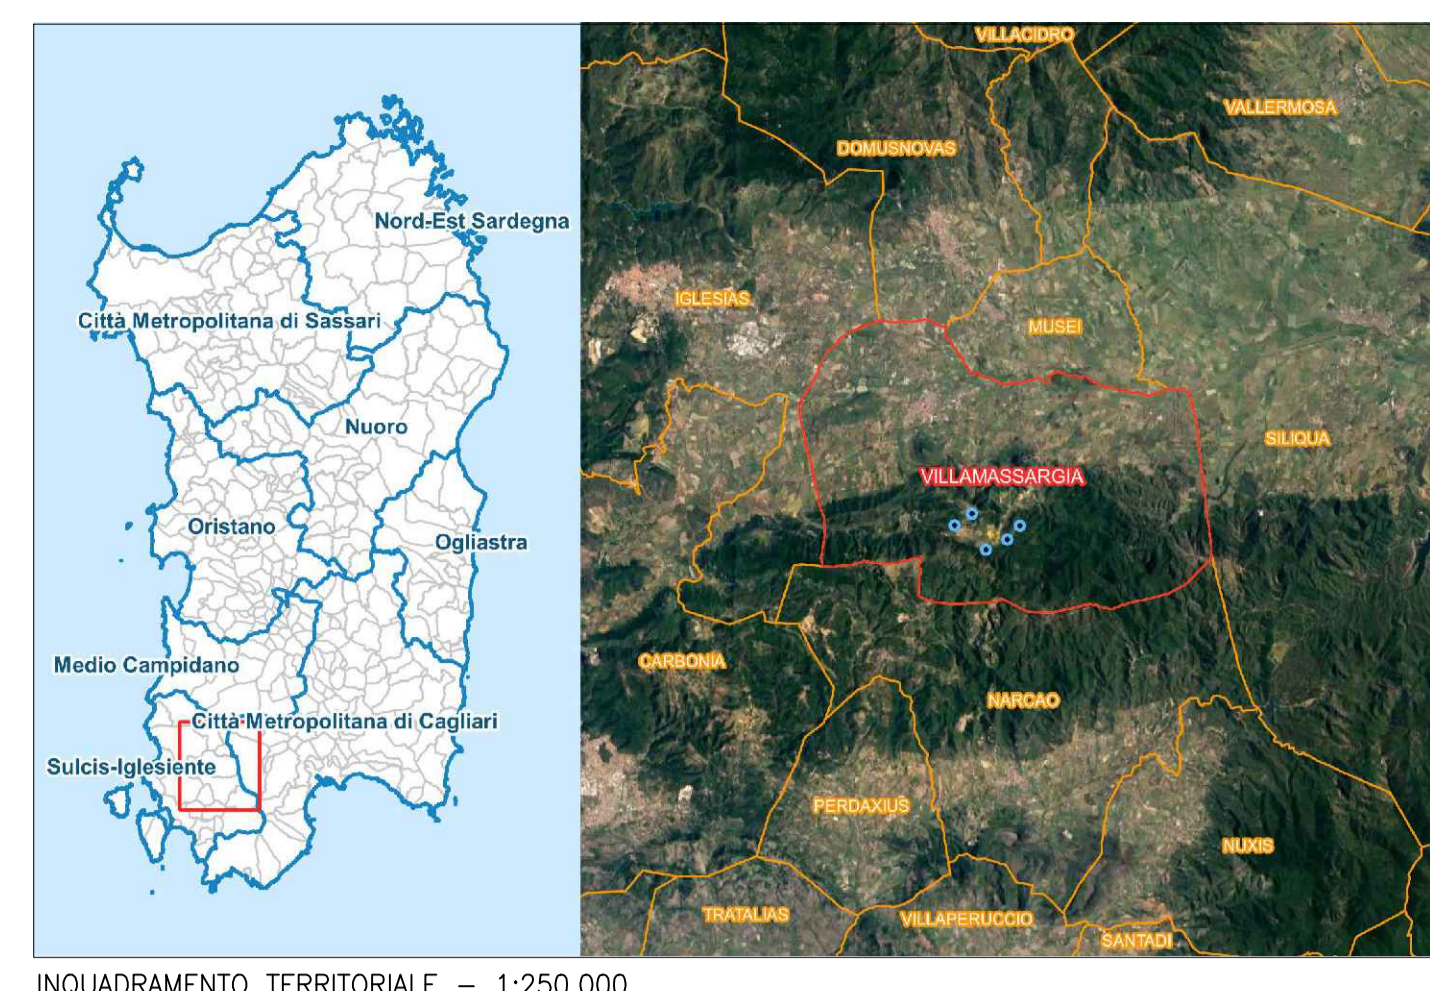 Nord-Est Sardegna
Città Metropolitana di Sassari
Nuoro
Oristano
Ogliastra
Medio Campidano
Città Metropolitana di Cagliari
Sulcis-Iglesiente
VILLACIDRO
VALLERMOSA
DOMUSNOVAS
IGLESIAS
MUSEI
SILIQUA
VILLAMASSARGIA
CARBONIA
NARCAO
PERDAXIUS
NUXIS
TRATALIAS
VILLAPERUCCIO
SANTADI
INQUADRAMENTO TERRITORIALE – 1:250.000